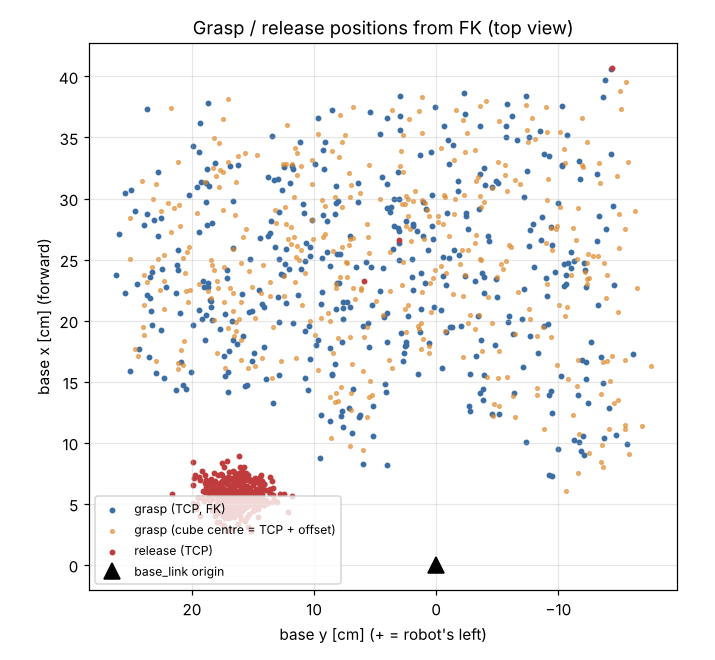 Grasp / release positions from FK (top view)
40
35
30
25
20
15
10
5
0
base x [cm] (forward)
grasp (TCP, FK)
grasp (cube centre = TCP + offset)
release (TCP)
base_link origin
20 10 0 −10
base y [cm] (+ = robot's left)